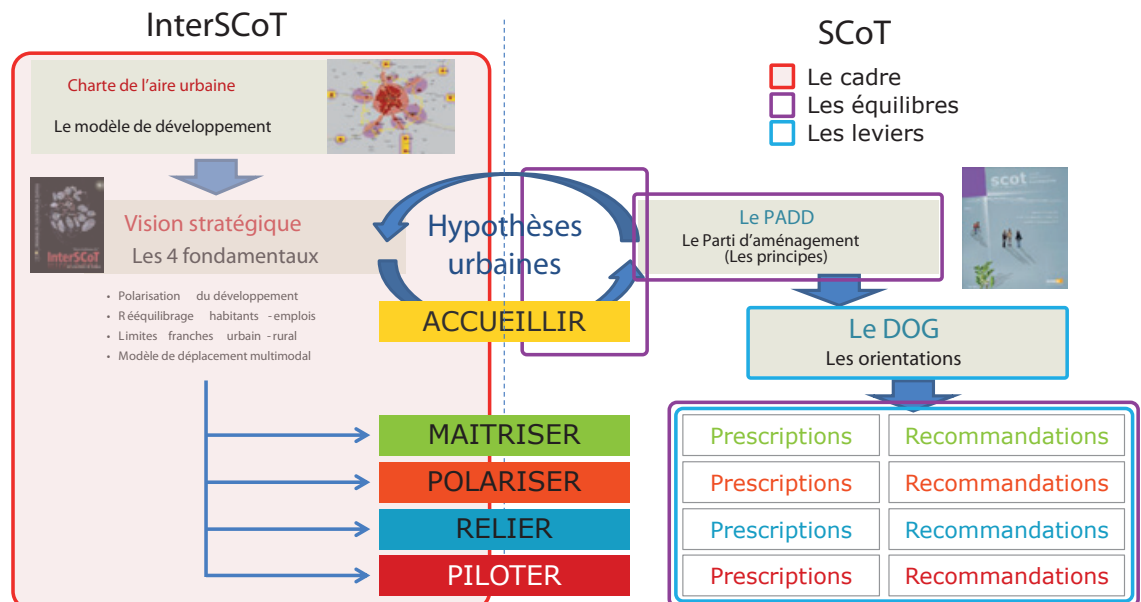 InterSCoT
SCoT
Le cadre
Les équilibres
Les leviers
Charte de l'aire urbaine
Le modèle de développement
InterSCoT
Vision stratégique
Les 4 fondamentaux
• Polarisation du développement
• Rééquilibrage habitants - emplois
• Limites franches urbain - rural
• Modèle de déplacement multimodal
Hypothèses
urbaines
ACCUEILLIR
MAITRISER
POLARISER
RELIER
PILOTER
Le PADD
Le Parti d'aménagement
(Les principes)
scot
Le DOG
Les orientations
Prescriptions Recommandations
Prescriptions Recommandations
Prescriptions Recommandations
Prescriptions Recommandations